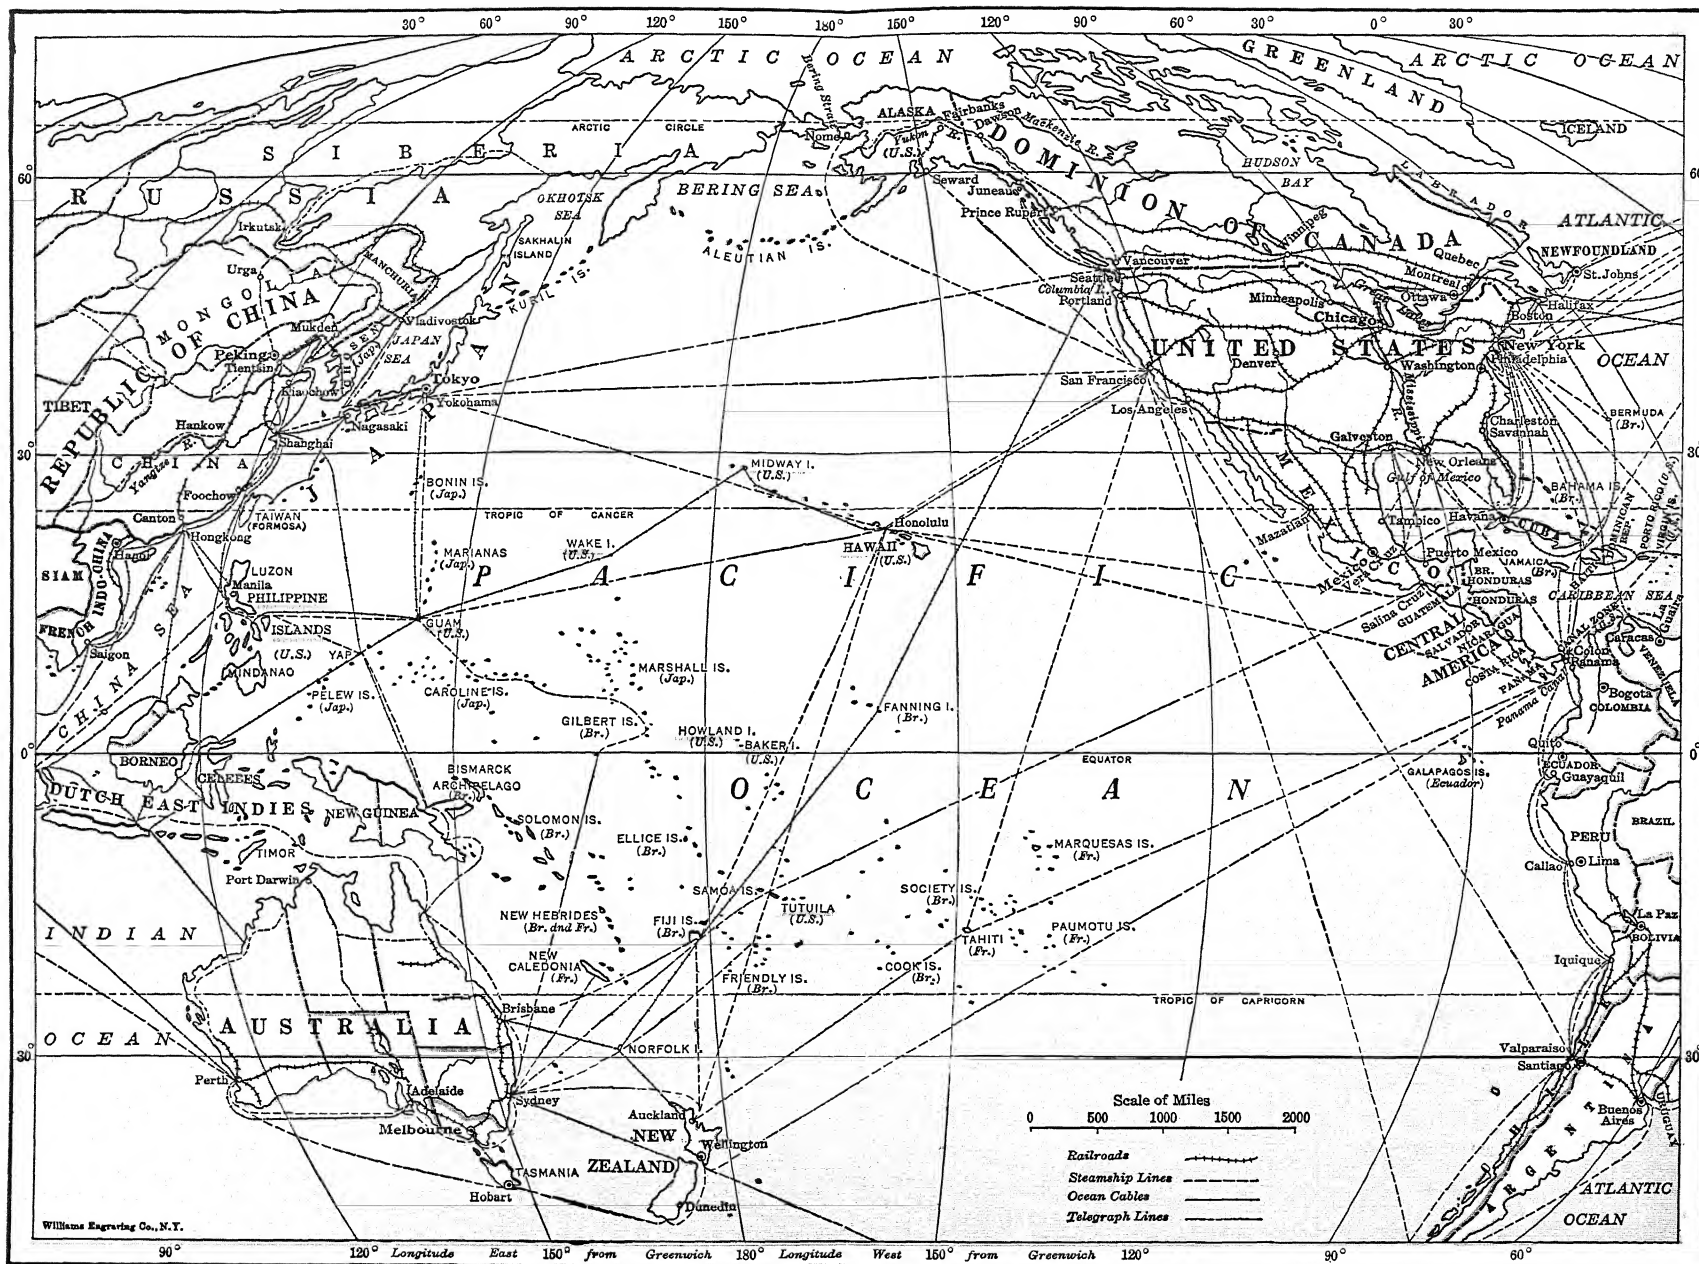 30° 60° 90° 120° 150° 180° 150° 120° 90° 60° 30° 0° 30°
ARCTIC OCEAN
GREENLAND
ARCTIC OCEAN
Bering Strait
ALASKA
Fairbanks
Dawson
Mackenzie R.
ARCTIC CIRCLE
Nome
Yukon R.
(U.S.)
ICELAND
SIBERIA
HUDSON
BAY
LABRADOR
60°
RUSSIA
OKHOTSK
SEA
BERING SEA
Seward
Juneau
Prince Rupert
DOMINION OF CANADA
ATLANTIC
OCEAN
Irkutsk
SAKHALIN
ISLAND
ALEUTIAN IS.
Winnipeg
Quebec
NEWFOUNDLAND
St. Johns
Urga
MANCHURIA
KURIL IS.
Vancouver
Seattle
Portland
Minneapolis
Great Lakes
Montreal
Ottawa
Halifax
Boston
MONGOLIA
REPUBLIC OF CHINA
Mukden
Vladivostok
JAPAN
SEA
CHOSEN
(Jap.)
Chicago
Peking
Tientsin
Kiaochow
Tokyo
Yokohama
UNITED STATES
New York
Philadelphia
Denver
Washington
San Francisco
TIBET
Nagasaki
JAPAN
Los Angeles
Mississippi R.
BERMUDA
(Br.)
Hankow
Shanghai
Charleston
Savannah
Galveston
New Orleans
Gulf of Mexico
30°
CHINA
Yangtze R.
MIDWAY I.
(U.S.)
BONIN IS.
(Jap.)
Foochow
BAHAMA IS.
(Br.)
TAIWAN
(FORMOSA)
TROPIC OF CANCER
Canton
Hongkong
Honolulu
HAWAII
(U.S.)
MEXICO
Mazatlan
Tampico
Havana
CUBA
DOMINICAN
REP.
PORTO RICO (U.S.)
VIRGIN IS.
(U.S.)
Hanoi
WAKE I.
(U.S.)
MARIANAS
(Jap.)
Mexico
Vera Cruz
Puerto Mexico
JAMAICA
(Br.)
HAITI
SIAM
FRENCH INDO-CHINA
LUZON
Manila
PHILIPPINE
ISLANDS
(U.S.)
PACIFIC
BR.
HONDURAS
HONDURAS
CARIBBEAN SEA
Salina Cruz
GUATEMALA
SALVADOR
NICARAGUA
COSTA RICA
PANAMA
CENTRAL
AMERICA
CANAL ZONE
(U.S.)
La Guaira
Caracas
VENEZUELA
Colon
Panama
Panama Canal
GUAM
(U.S.)
Saigon
YAP
MINDANAO
CHINA SEA
PELEW IS.
(Jap.)
CAROLINE IS.
(Jap.)
MARSHALL IS.
(Jap.)
FANNING I.
(Br.)
Bogota
COLOMBIA
GILBERT IS.
(Br.)
HOWLAND I.
(U.S.)
BAKER I.
(U.S.)
Quito
0°
EQUATOR
BORNEO
CELEBES
GALAPAGOS IS.
(Ecuador)
ECUADOR
Guayaquil
BISMARCK
ARCHIPELAGO
(Br.)
OCEAN
DUTCH EAST INDIES
NEW GUINEA
SOLOMON IS.
(Br.)
ELLICE IS.
(Br.)
MARQUESAS IS.
(Fr.)
PERU
BRAZIL
TIMOR
Callao
Lima
Port Darwin
SAMOA IS.
TUTUILA
(U.S.)
SOCIETY IS.
(Br.)
NEW HEBRIDES
(Br. and Fr.)
FIJI IS.
(Br.)
TAHITI
(Fr.)
PAUMOTU IS.
(Fr.)
La Paz
BOLIVIA
INDIAN
OCEAN
NEW
CALEDONIA
(Fr.)
FRIENDLY IS.
(Br.)
COOK IS.
(Br.)
Iquique
TROPIC OF CAPRICORN
Brisbane
AUSTRALIA
NORFOLK I.
30°
Valparaiso
Santiago
CHILE
ARGENTINA
Perth
Adelaide
Sydney
Auckland
Buenos
Aires
URUGUAY
Melbourne
NEW
ZEALAND
Wellington
TASMANIA
Hobart
Dunedin
Scale of Miles
0 500 1000 1500 2000
Railroads
Steamship Lines
Ocean Cables
Telegraph Lines
ATLANTIC
OCEAN
Williams Engraving Co., N.Y.
90° 120° Longitude East 150° from Greenwich 180° Longitude West 150° from Greenwich 120° 90° 60°